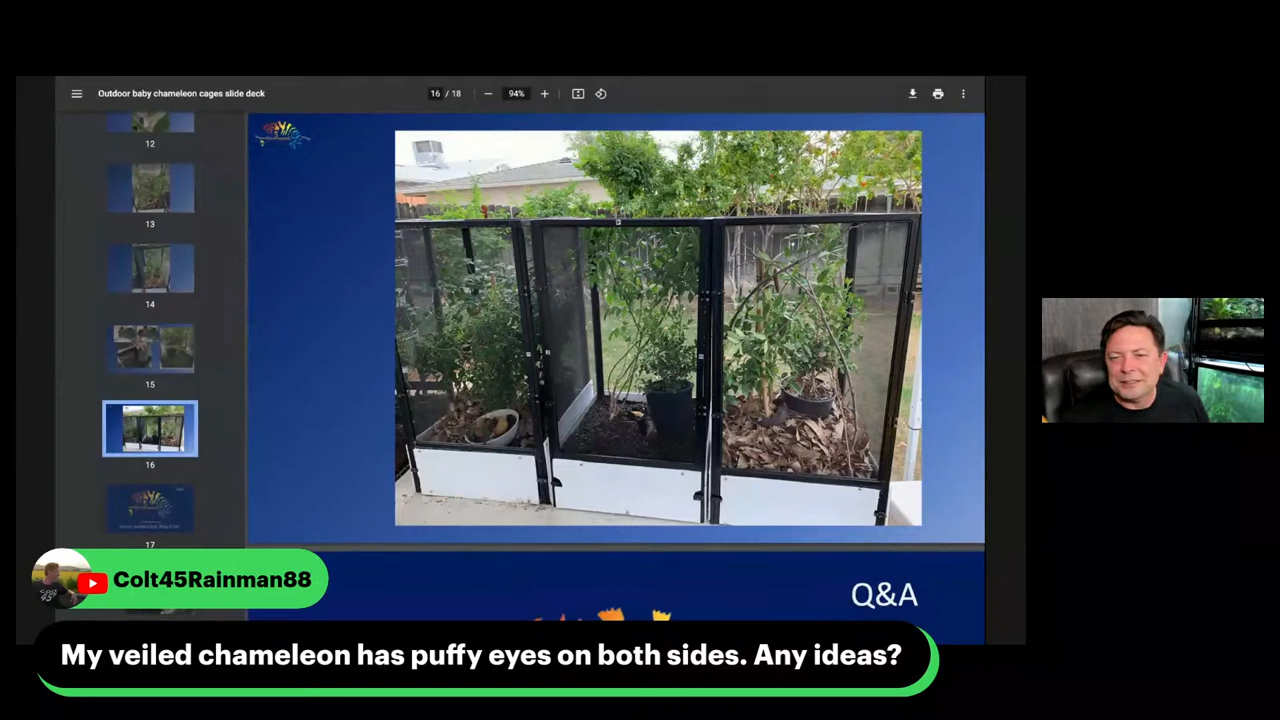 Outdoor baby chameleon cages slide deck
16 / 18
94%
12
13
14
15
16
17
Q&A
Colt45Rainman88
My veiled chameleon has puffy eyes on both sides. Any ideas?